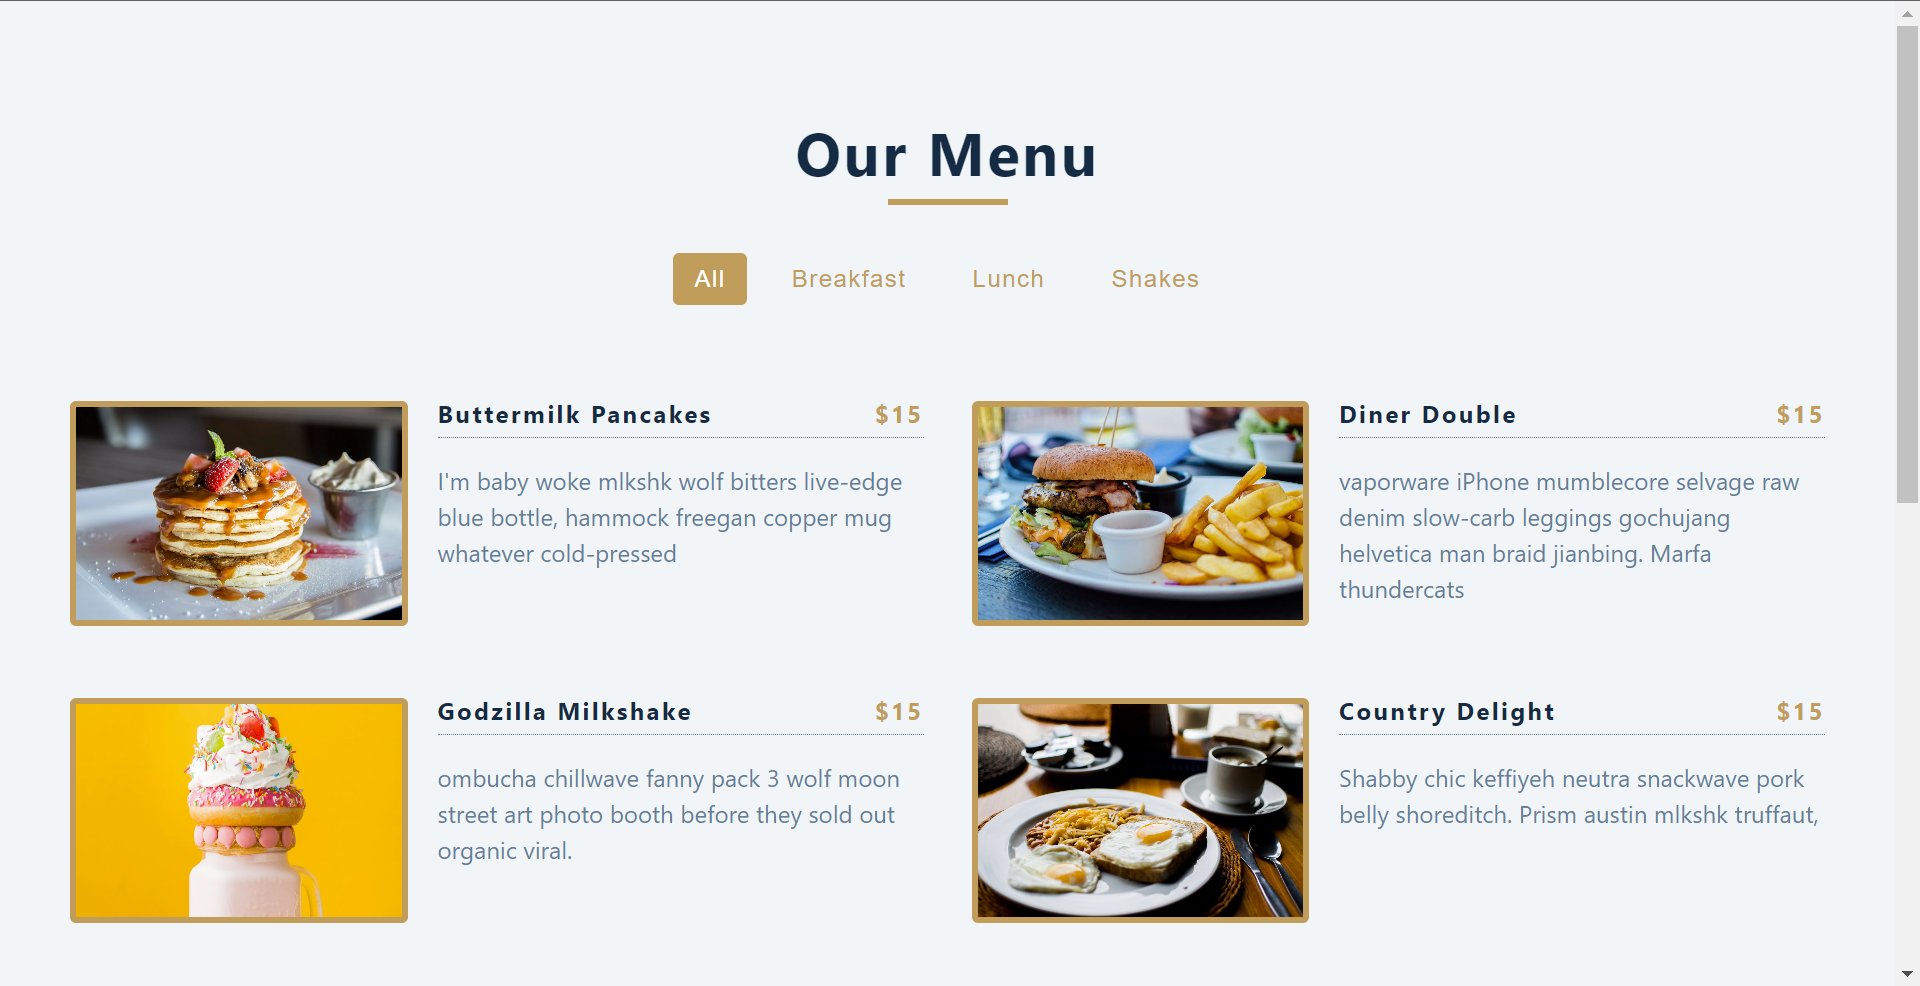 Our Menu
All
Breakfast
Lunch
Shakes
Buttermilk Pancakes
$15
I'm baby woke mlkshk wolf bitters live-edge
blue bottle, hammock freegan copper mug
whatever cold-pressed
Diner Double
$15
vaporware iPhone mumblecore selvage raw
denim slow-carb leggings gochujang
helvetica man braid jianbing. Marfa
thundercats
Godzilla Milkshake
$15
ombucha chillwave fanny pack 3 wolf moon
street art photo booth before they sold out
organic viral.
Country Delight
$15
Shabby chic keffiyeh neutra snackwave pork
belly shoreditch. Prism austin mlkshk truffaut,